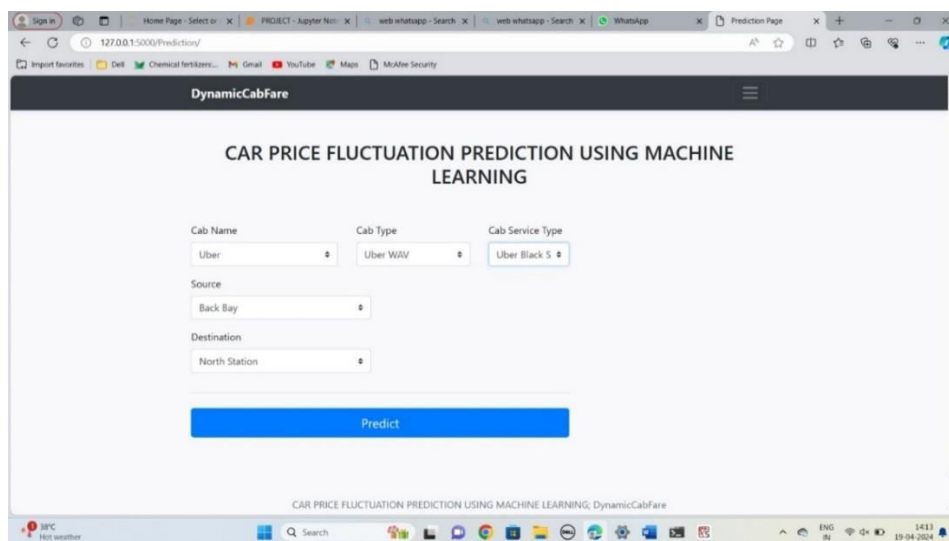 Sign in
Home Page - Select or
PROJECT - Jupyter Not
web whatsapp - Search
web whatsapp - Search
WhatsApp
Prediction Page
127.0.0.1:5000/Prediction/
Import favorites
Dell
Chemical fertilizers...
Gmail
YouTube
Maps
McAfee Security
DynamicCabFare
CAR PRICE FLUCTUATION PREDICTION USING MACHINE
LEARNING
Cab Name
Cab Type
Cab Service Type
Uber
Uber WAV
Uber Black S
Source
Back Bay
Destination
North Station
Predict
CAR PRICE FLUCTUATION PREDICTION USING MACHINE LEARNING; DynamicCabFare
38°C
Hot weather
Search
ENG
IN
14:13
19-04-2024